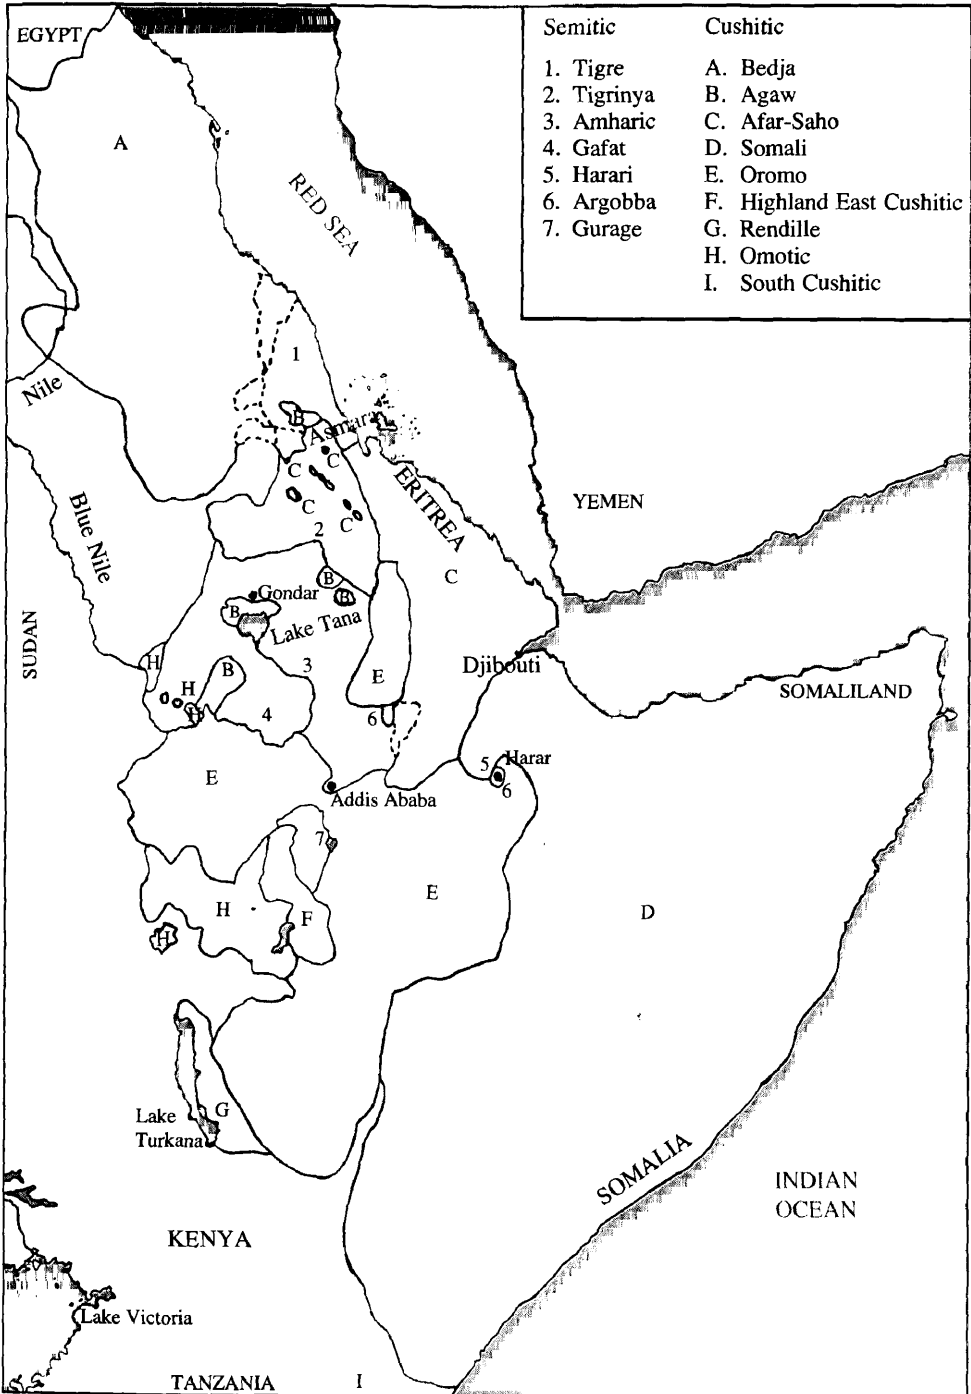 EGYPT
Semitic Cushitic
1. Tigre A. Bedja
2. Tigrinya B. Agaw
3. Amharic C. Afar-Saho
4. Gafat D. Somali
5. Harari E. Oromo
6. Argobba F. Highland East Cushitic
7. Gurage G. Rendille
H. Omotic
I. South Cushitic
A
RED SEA
1
Nile
B
Asmara
C
C
C
C
2
ERITREA
YEMEN
Blue Nile
C
B
Gondar
B
B
Lake Tana
SUDAN
H
B
3
E
Djibouti
SOMALILAND
H
H
4
6
E
5
Harar
6
Addis Ababa
7
E
H
F
D
H
G
Lake
Turkana
SOMALIA
INDIAN
OCEAN
KENYA
Lake Victoria
TANZANIA
I